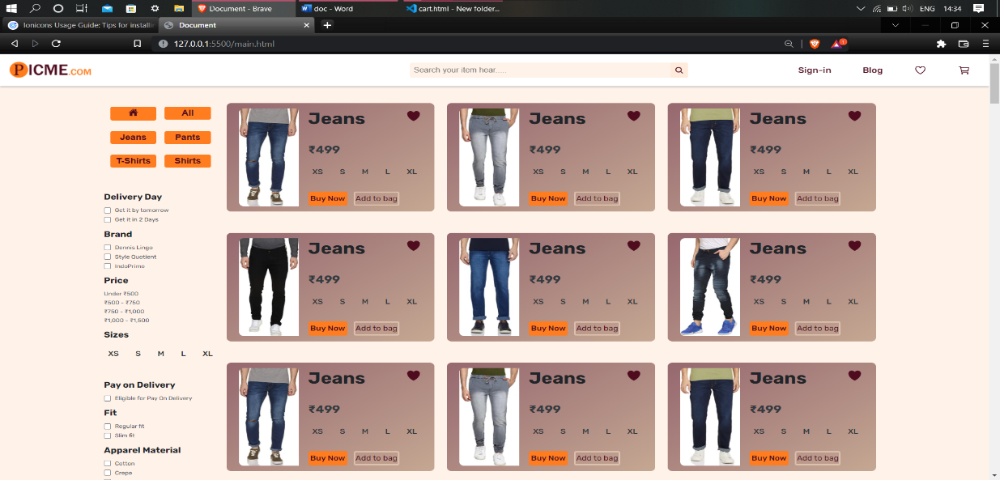 Document - Brave
doc - Word
cart.html - New folder...
ENG 14:34
Ionicons Usage Guide: Tips for installin
Document
127.0.0.1:5500/main.html
1
PICME.COM
Search your item hear.....
Sign-in
Blog
All
Jeans
Pants
T-Shirts
Shirts
Delivery Day
Get it by tomorrow
Get it in 2 Days
Brand
Dennis Lingo
Style Quotient
IndoPrimo
Price
Under ₹500
₹500 - ₹750
₹750 - ₹1,000
₹1,000 - ₹1,500
Sizes
XS S M L XL
Pay on Delivery
Eligible for Pay On Delivery
Fit
Regular fit
Slim fit
Apparel Material
Cotton
Crepe
Jeans
₹499
XS S M L XL
Buy Now Add to bag
Jeans
₹499
XS S M L XL
Buy Now Add to bag
Jeans
₹499
XS S M L XL
Buy Now Add to bag
Jeans
₹499
XS S M L XL
Buy Now Add to bag
Jeans
₹499
XS S M L XL
Buy Now Add to bag
Jeans
₹499
XS S M L XL
Buy Now Add to bag
Jeans
₹499
XS S M L XL
Buy Now Add to bag
Jeans
₹499
XS S M L XL
Buy Now Add to bag
Jeans
₹499
XS S M L XL
Buy Now Add to bag